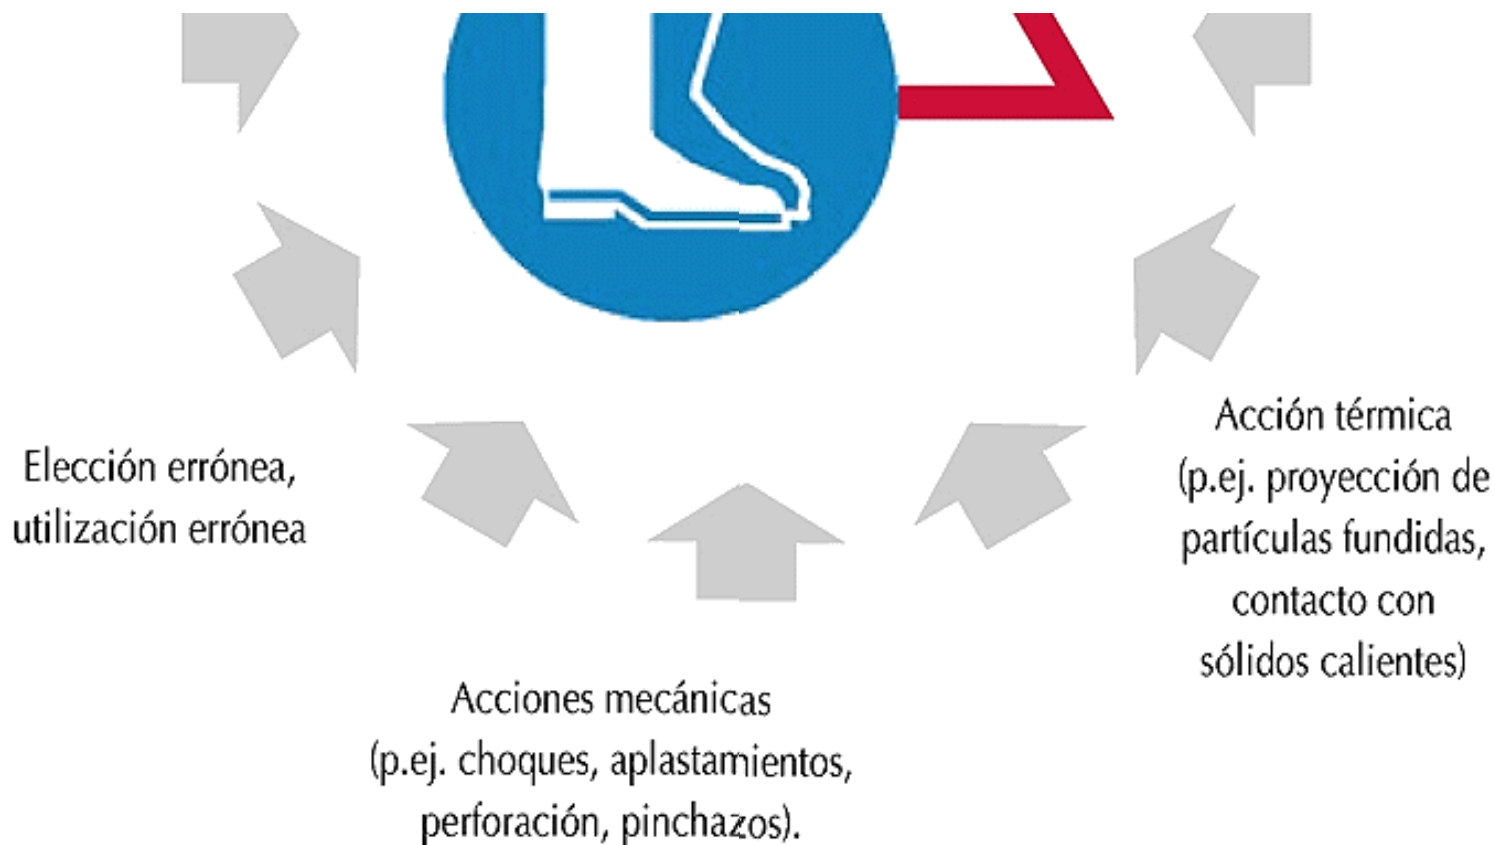 Elección errónea,
utilización errónea
Acciones mecánicas
(p.ej. choques, aplastamientos,
perforación, pinchazos).
Acción térmica
(p.ej. proyección de
partículas fundidas,
contacto con
sólidos calientes)